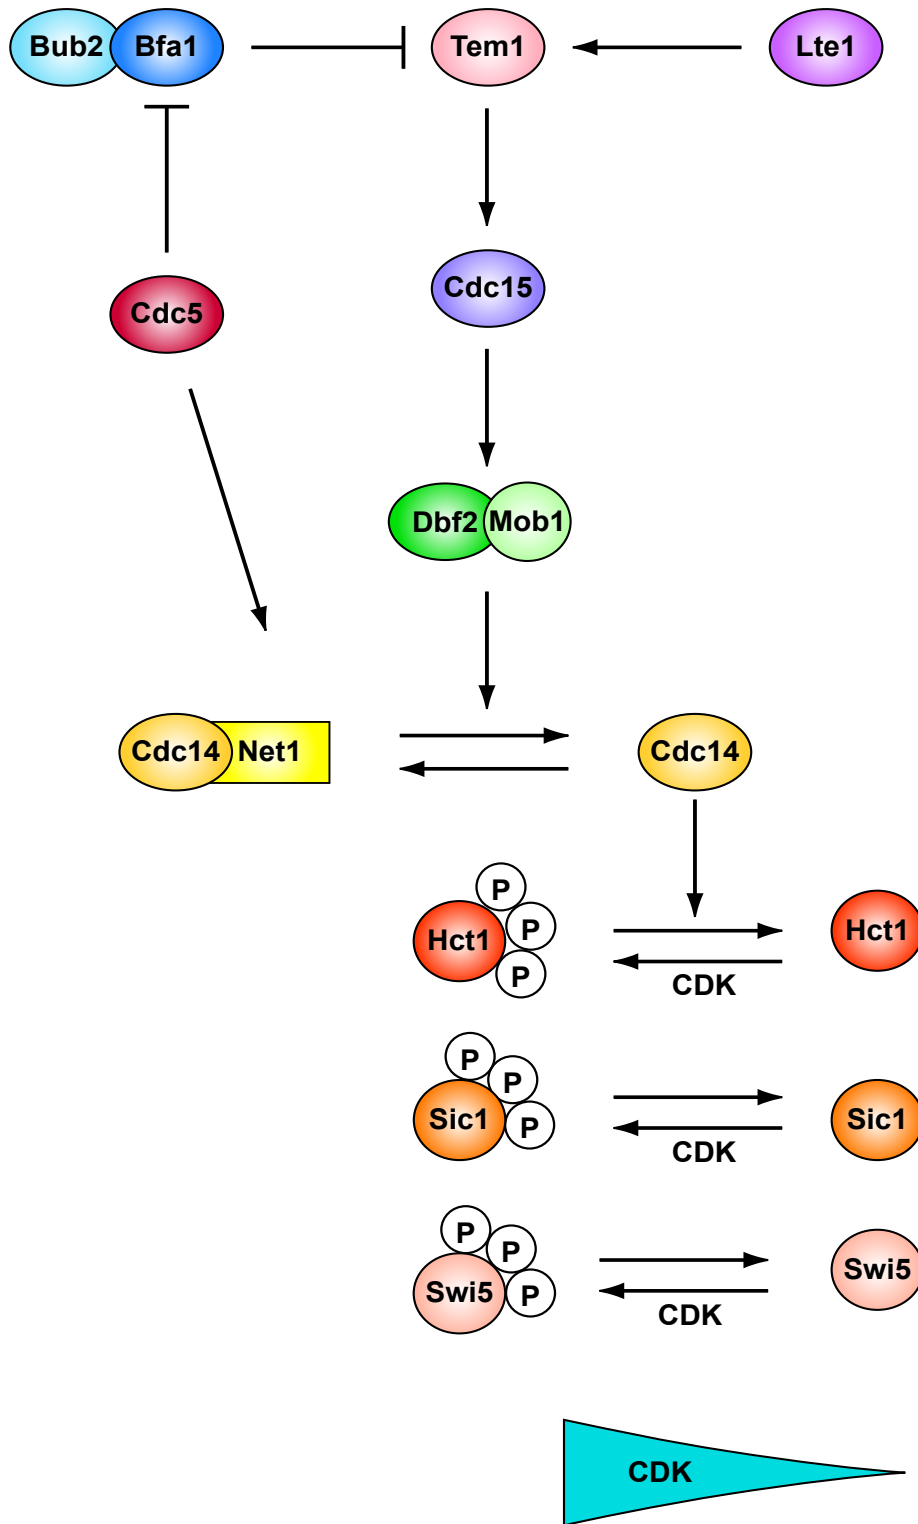 Bub2 Bfa1 Tem1 Lte1
Cdc5 Cdc15
Dbf2 Mob1
Cdc14 Net1 Cdc14
P
P
P
Hct1 Hct1
CDK
P
P
P
Sic1 Sic1
CDK
P
P
P
Swi5 Swi5
CDK
CDK